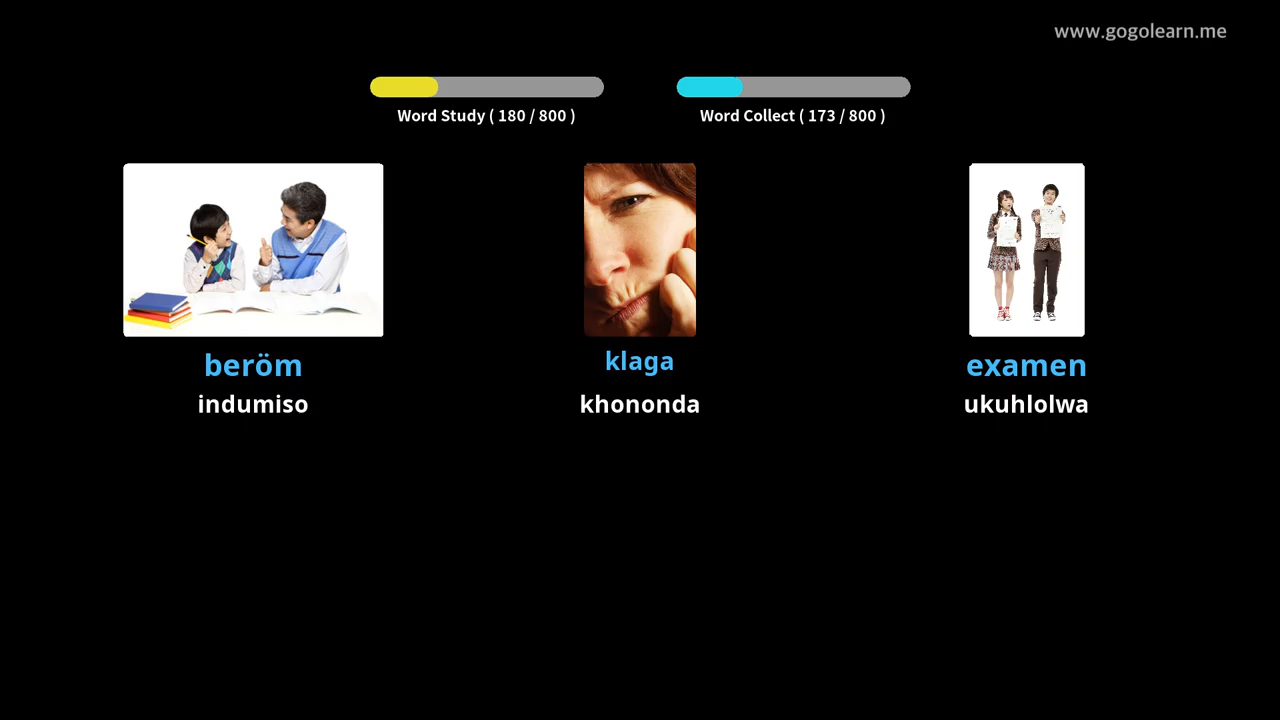 www.gogolearn.me
Word Study ( 180 / 800 )
Word Collect ( 173 / 800 )
beröm
klaga
examen
indumiso
khononda
ukuhlolwa